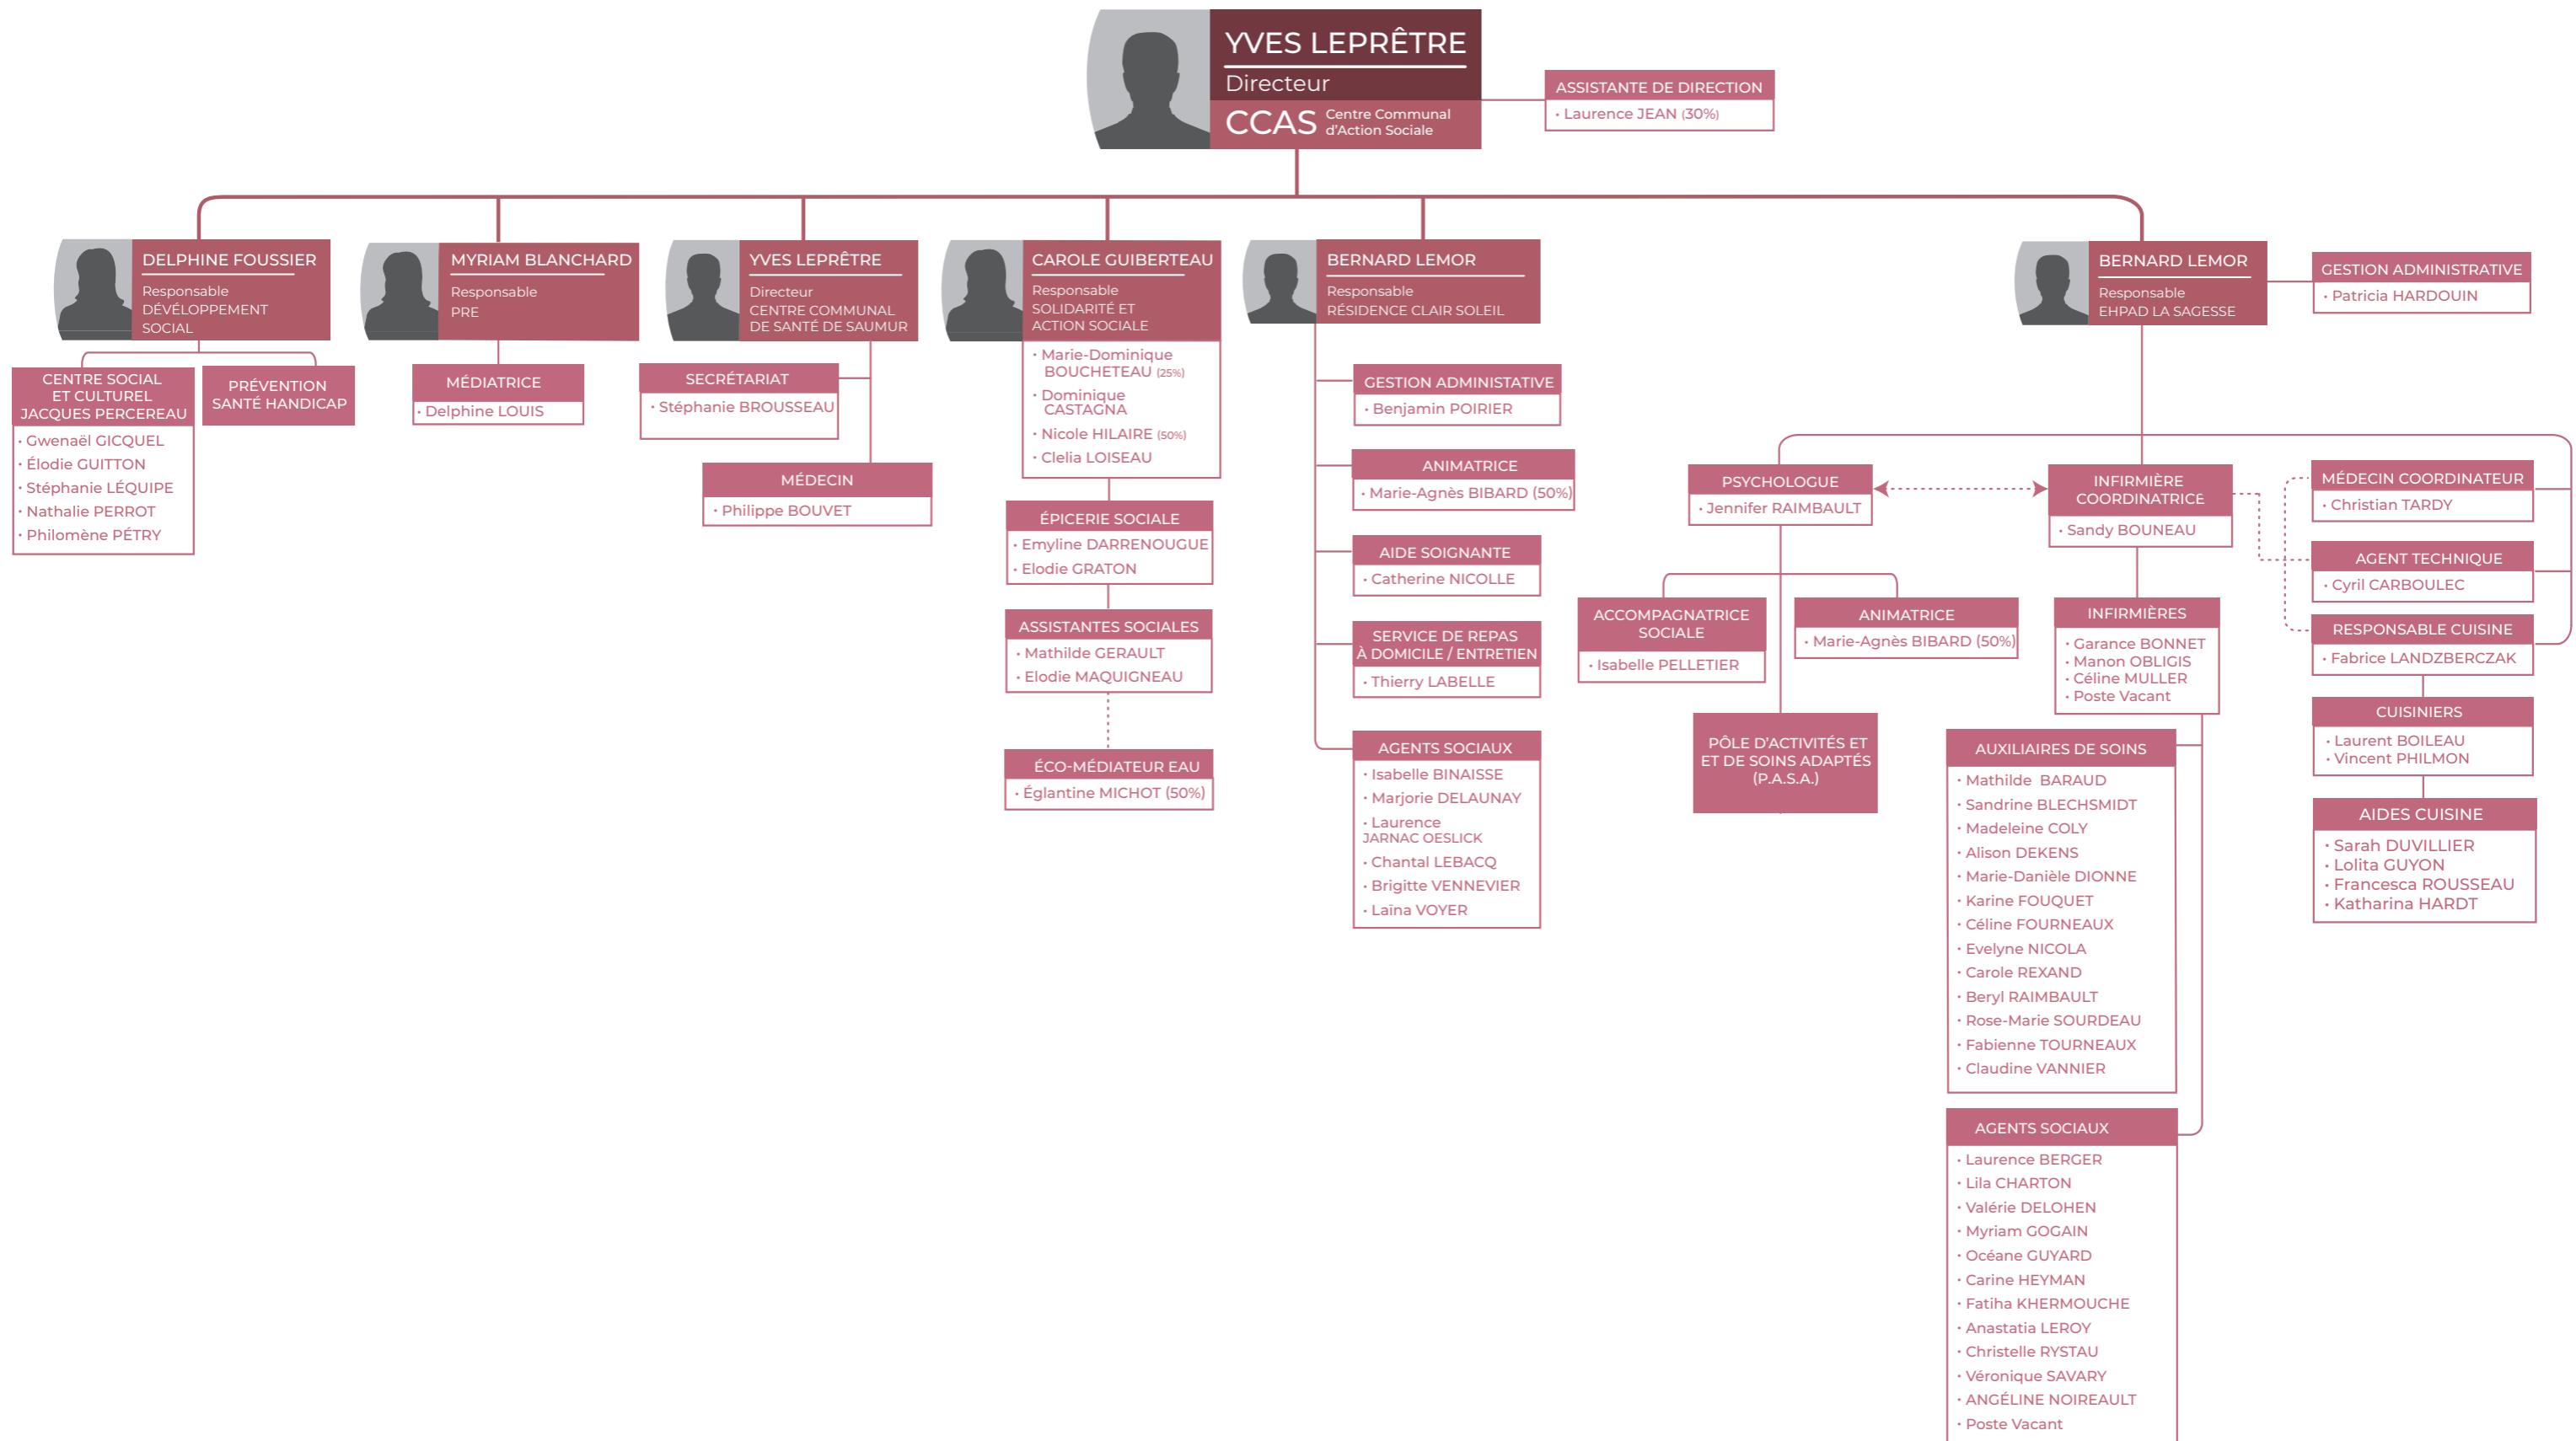 YVES LEPRÊTRE
Directeur
CCAS Centre Communal
d'Action Sociale
ASSISTANTE DE DIRECTION
• Laurence JEAN (30%)
DELPHINE FOUSSIER
Responsable
DÉVÉLOPPEMENT
SOCIAL
CENTRE SOCIAL
ET CULTUREL
JACQUES PERCEREAU
• Gwenaël GICQUEL
• Élodie GUITTON
• Stéphanie LÉQUIPE
• Nathalie PERROT
• Philomène PÉTRY
PRÉVENTION
SANTÉ HANDICAP
MYRIAM BLANCHARD
Responsable
PRE
MÉDIATRICE
• Delphine LOUIS
YVES LEPRÊTRE
Directeur
CENTRE COMMUNAL
DE SANTÉ DE SAUMUR
SECRÉTARIAT
• Stéphanie BROUSSEAU
MÉDECIN
• Philippe BOUVET
CAROLE GUIBERTEAU
Responsable
SOLIDARITÉ ET
ACTION SOCIALE
• Marie-Dominique
BOUCHETEAU (25%)
• Dominique
CASTAGNA
• Nicole HILAIRE (50%)
• Clelia LOISEAU
ÉPICERIE SOCIALE
• Emyline DARRENOUGUE
• Elodie GRATON
ASSISTANTES SOCIALES
• Mathilde GERAULT
• Elodie MAQUIGNEAU
ÉCO-MÉDIATEUR EAU
• Églantine MICHOT (50%)
BERNARD LEMOR
Responsable
RÉSIDENCE CLAIR SOLEIL
GESTION ADMINISTATIVE
• Benjamin POIRIER
ANIMATRICE
• Marie-Agnès BIBARD (50%)
AIDE SOIGNANTE
• Catherine NICOLLE
SERVICE DE REPAS
À DOMICILE / ENTRETIEN
• Thierry LABELLE
AGENTS SOCIAUX
• Isabelle BINAISSE
• Marjorie DELAUNAY
• Laurence
JARNAC OESLICK
• Chantal LEBACQ
• Brigitte VENNEVIER
• Laïna VOYER
BERNARD LEMOR
Responsable
EHPAD LA SAGESSE
GESTION ADMINISTRATIVE
• Patricia HARDOUIN
PSYCHOLOGUE
• Jennifer RAIMBAULT
ACCOMPAGNATRICE
SOCIALE
• Isabelle PELLETIER
ANIMATRICE
• Marie-Agnès BIBARD (50%)
PÔLE D'ACTIVITÉS ET
ET DE SOINS ADAPTÉS
(P.A.S.A.)
INFIRMIÈRE
COORDINATRICE
• Sandy BOUNEAU
INFIRMIÈRES
• Garance BONNET
• Manon OBLIGIS
• Céline MULLER
• Poste Vacant
AUXILIAIRES DE SOINS
• Mathilde BARAUD
• Sandrine BLECHSMIDT
• Madeleine COLY
• Alison DEKENS
• Marie-Danièle DIONNE
• Karine FOUQUET
• Céline FOURNEAUX
• Evelyne NICOLA
• Carole REXAND
• Beryl RAIMBAULT
• Rose-Marie SOURDEAU
• Fabienne TOURNEAUX
• Claudine VANNIER
AGENTS SOCIAUX
• Laurence BERGER
• Lila CHARTON
• Valérie DELOHEN
• Myriam GOGAIN
• Océane GUYARD
• Carine HEYMAN
• Fatiha KHERMOUCHE
• Anastatia LEROY
• Christelle RYSTAU
• Véronique SAVARY
• ANGÉLINE NOIREAULT
• Poste Vacant
MÉDECIN COORDINATEUR
• Christian TARDY
AGENT TECHNIQUE
• Cyril CARBOULEC
RESPONSABLE CUISINE
• Fabrice LANDZBERCZAK
CUISINIERS
• Laurent BOILEAU
• Vincent PHILMON
AIDES CUISINE
• Sarah DUVILLIER
• Lolita GUYON
• Francesca ROUSSEAU
• Katharina HARDT